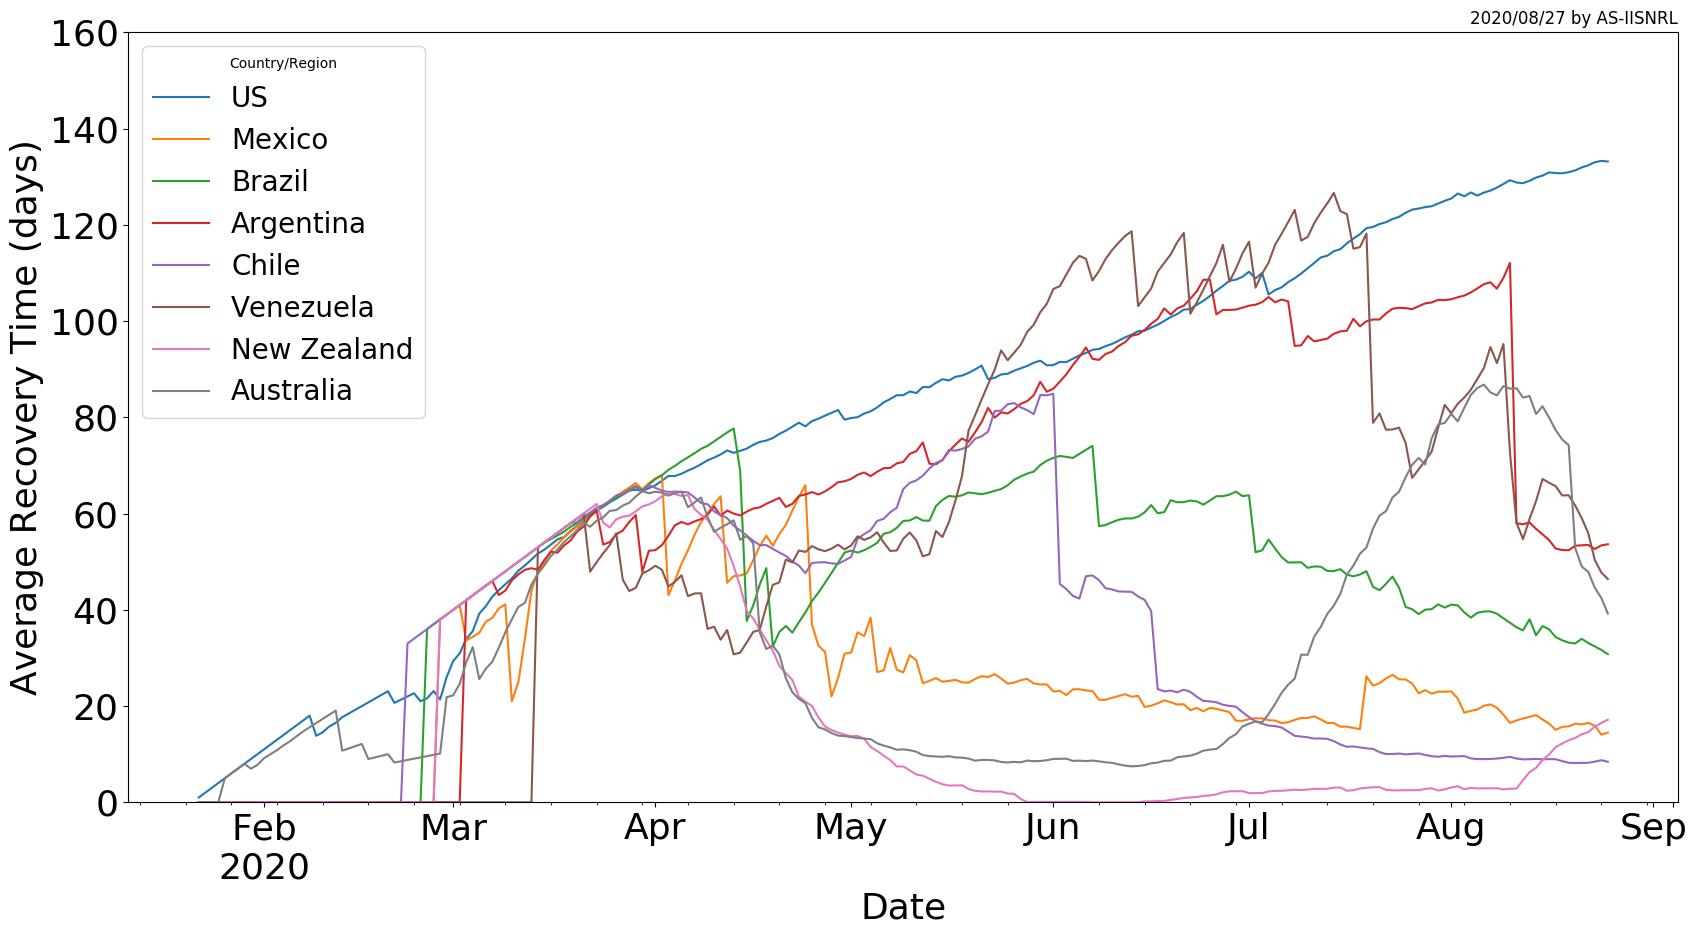 2020/08/27 by AS-IISNRL
Average Recovery Time (days)
160
140
120
100
80
60
40
20
0
Country/Region
US
Mexico
Brazil
Argentina
Chile
Venezuela
New Zealand
Australia
Feb Mar Apr May Jun Jul Aug Sep
2020
Date